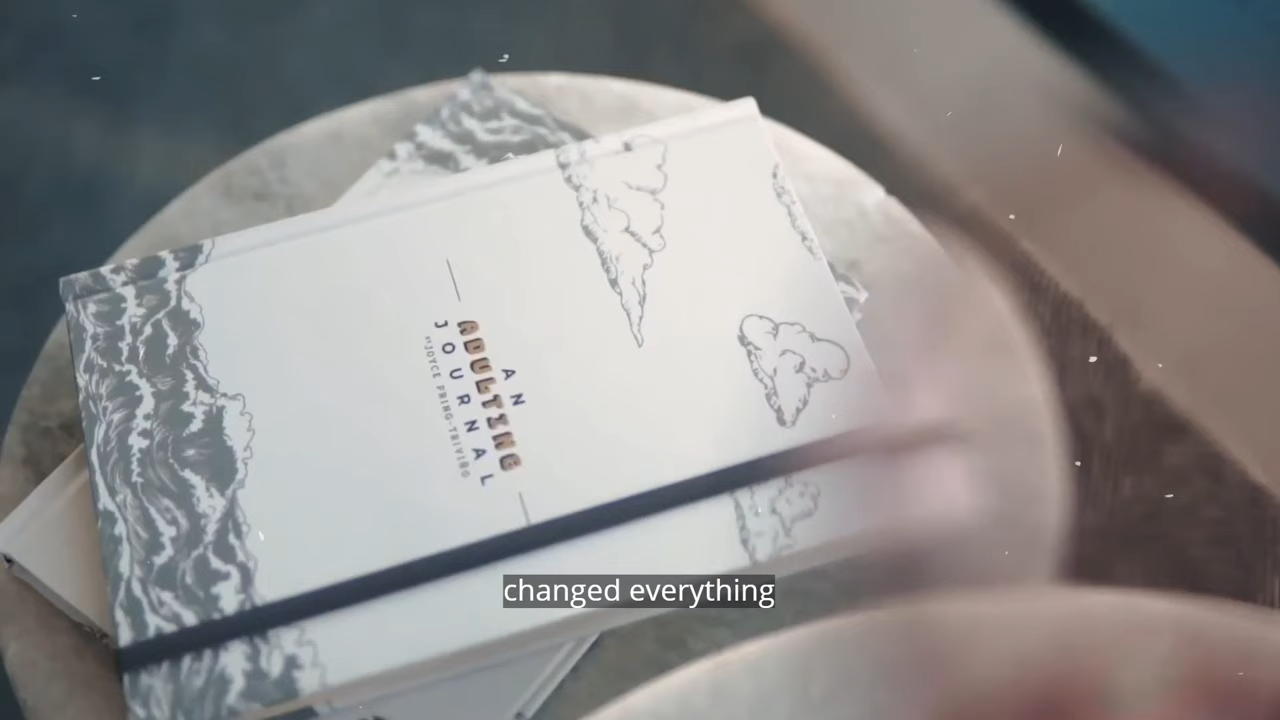 AN
ADULTING
JOURNAL
BY JOYCE PRING-TRIVIÑO
changed everything